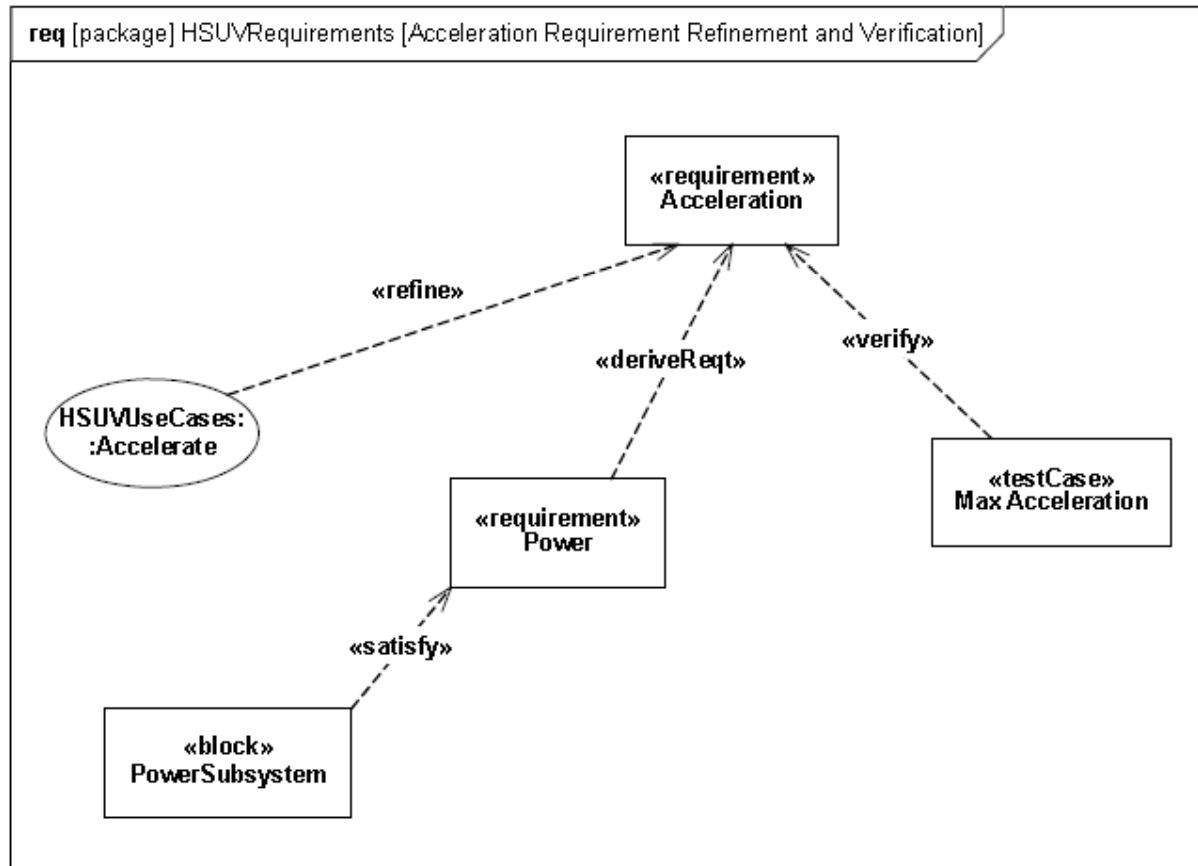 req [package] HSUVRequirements [Acceleration Requirement Refinement and Verification]
«requirement»
Acceleration
«refine»
«deriveReqt»
«verify»
HSUVUseCases:
:Accelerate
«requirement»
Power
«testCase»
Max Acceleration
«satisfy»
«block»
PowerSubsystem